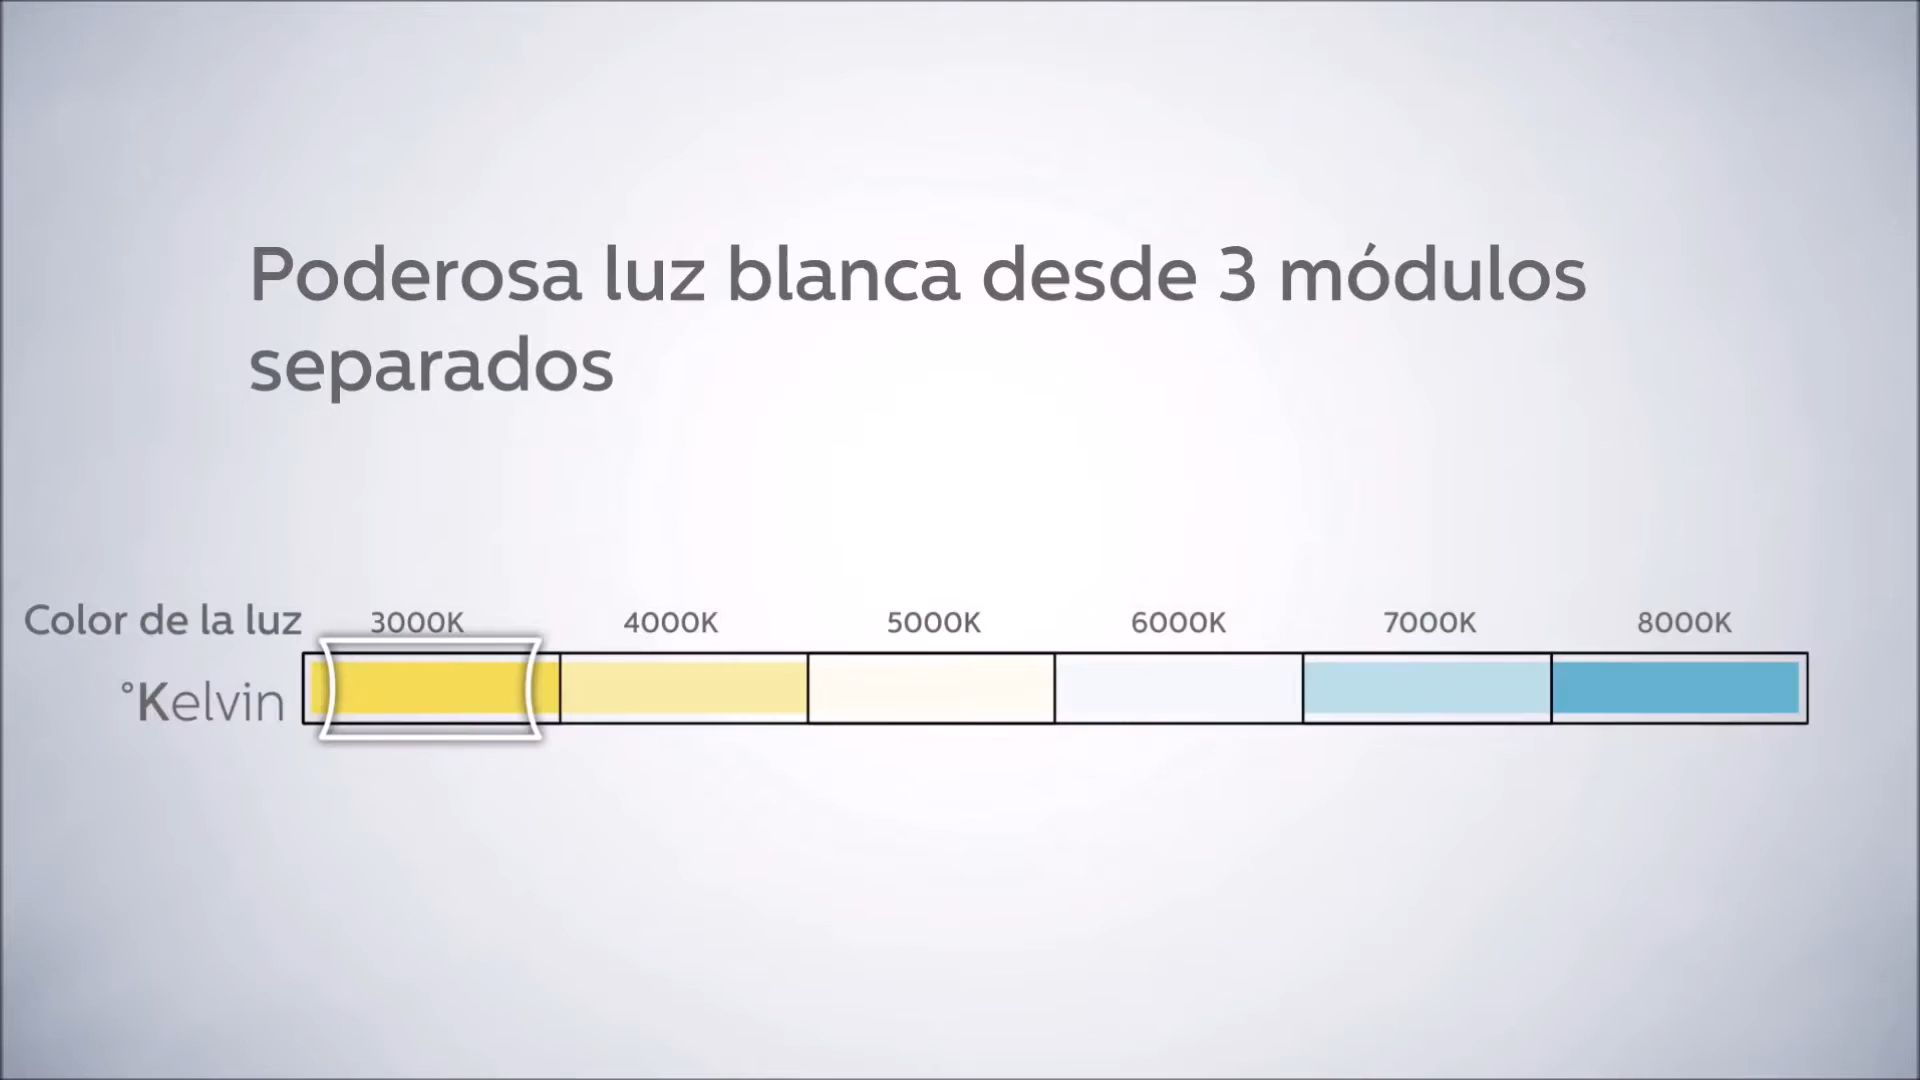 Poderosa luz blanca desde 3 módulos
separados
Color de la luz 3000K 4000K 5000K 6000K 7000K 8000K
°Kelvin